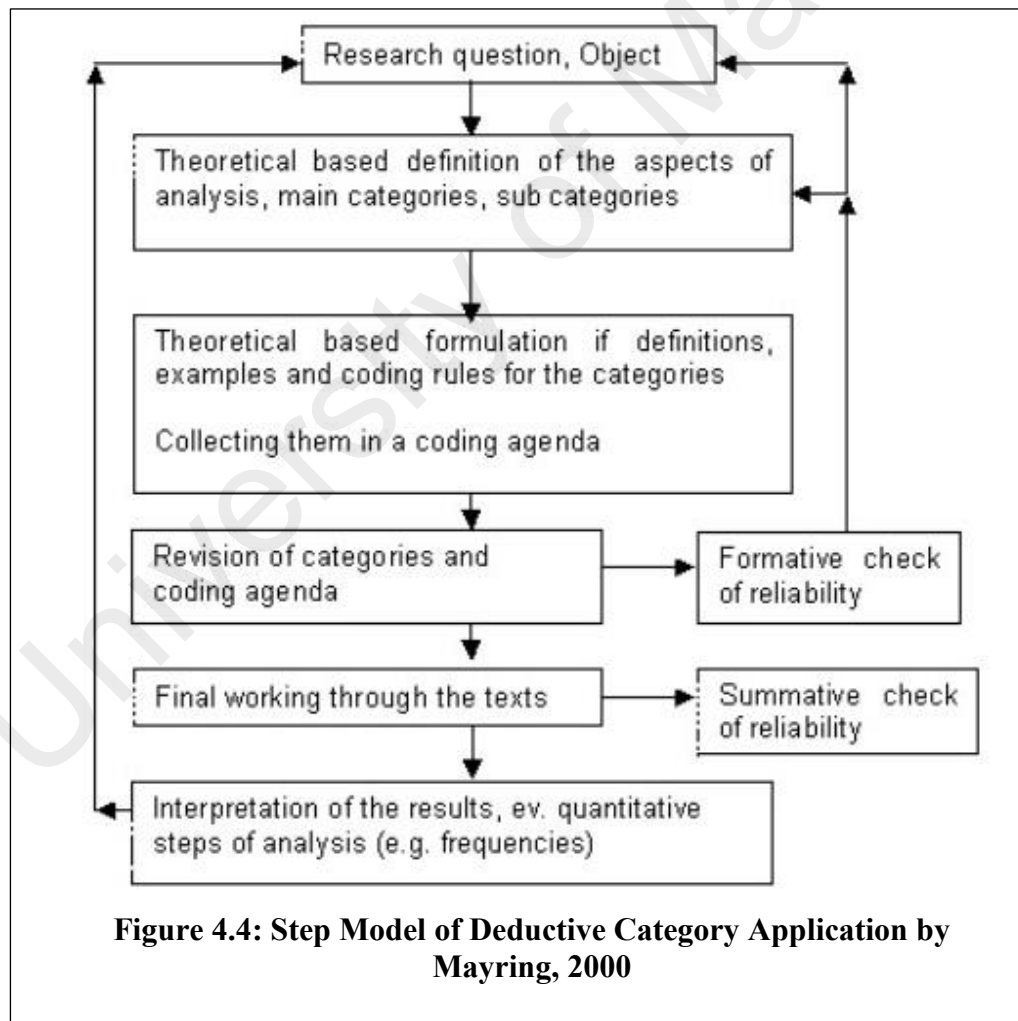 Research question, Object
Theoretical based definition of the aspects of
analysis, main categories, sub categories
Theoretical based formulation if definitions,
examples and coding rules for the categories
Collecting them in a coding agenda
Revision of categories and
coding agenda
Formative check
of reliability
Final working through the texts
Summative check
of reliability
Interpretation of the results, ev. quantitative
steps of analysis (e.g. frequencies)
Figure 4.4: Step Model of Deductive Category Application by
Mayring, 2000
University of Ma